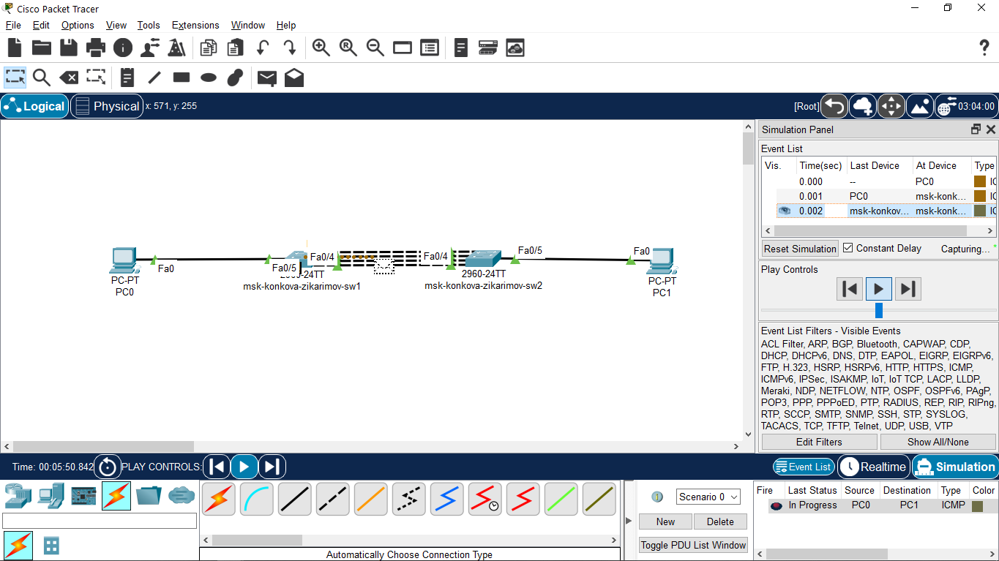 Cisco Packet Tracer
File Edit Options View Tools Extensions Window Help
Logical Physical x: 571, y: 255 [Root] 03:04:00
Simulation Panel
Event List
Vis. Time(sec) Last Device At Device Type
0.000 -- PC0 IC
0.001 PC0 msk-konk... IC
0.002 msk-konkov... msk-konk... IC
Reset Simulation Constant Delay Capturing...
Play Controls
Event List Filters - Visible Events
ACL Filter, ARP, BGP, Bluetooth, CAPWAP, CDP,
DHCP, DHCPv6, DNS, DTP, EAPOL, EIGRP, EIGRPv6,
FTP, H.323, HSRP, HSRPv6, HTTP, HTTPS, ICMP,
ICMPv6, IPSec, ISAKMP, IoT, IoT TCP, LACP, LLDP,
Meraki, NDP, NETFLOW, NTP, OSPF, OSPFv6, PAgP,
POP3, PPP, PPPoED, PTP, RADIUS, REP, RIP, RIPng,
RTP, SCCP, SMTP, SNMP, SSH, STP, SYSLOG,
TACACS, TCP, TFTP, Telnet, UDP, USB, VTP
Edit Filters Show All/None
Fa0/4 Fa0/4 Fa0/5 Fa0
Fa0 Fa0/5
PC-PT
PC0
2960-24TT
msk-konkova-zikarimov-sw1
2960-24TT
msk-konkova-zikarimov-sw2
PC-PT
PC1
Time: 00:05:50.842 PLAY CONTROLS: Event List Realtime Simulation
Automatically Choose Connection Type
Scenario 0
New Delete
Toggle PDU List Window
Fire Last Status Source Destination Type Color
In Progress PC0 PC1 ICMP